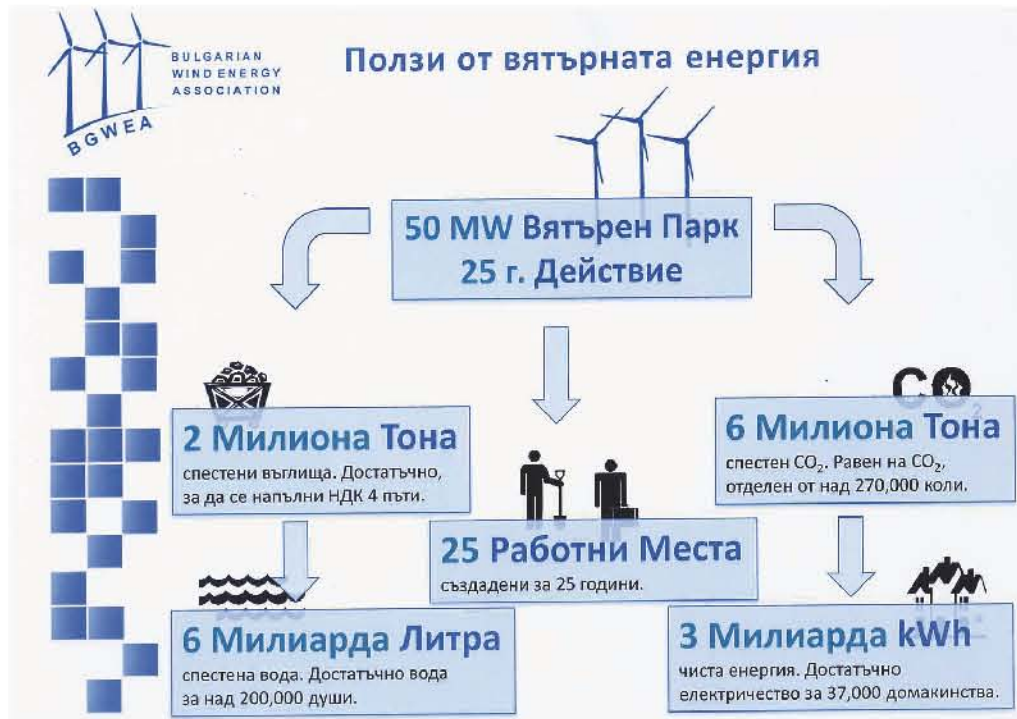 BULGARIAN
WIND ENERGY
ASSOCIATION
BGWEA
Ползи от вятърната енергия
50 MW Вятърен Парк
25 г. Действие
2 Милиона Тона
спестени въглища. Достатъчно,
за да се напълни НДК 4 пъти.
6 Милиарда Литра
спестена вода. Достатъчно вода
за над 200,000 души.
25 Работни Места
създадени за 25 години.
CO2
6 Милиона Тона
спестен CO₂. Равен на CO₂,
отделен от над 270,000 коли.
3 Милиарда kWh
чиста енергия. Достатъчно
електричество за 37,000 домакинства.